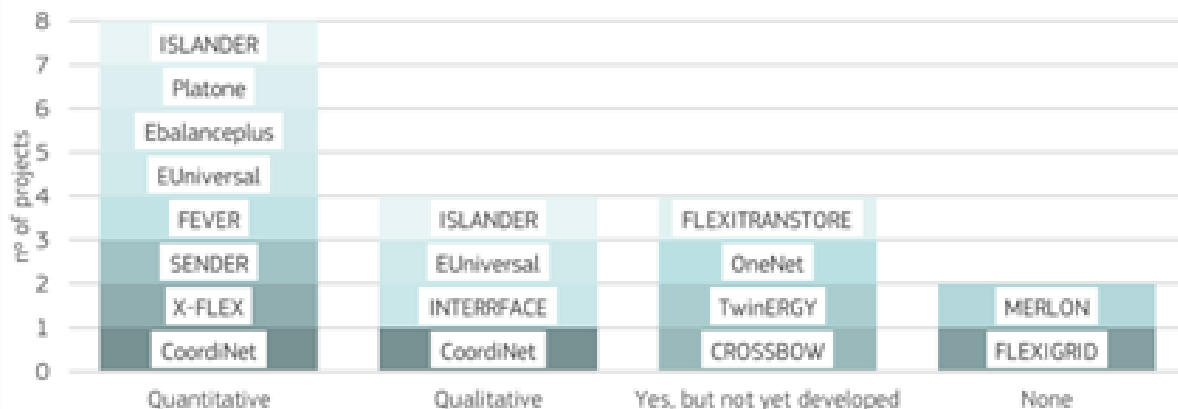 8
7
6
5
4
3
2
1
0
nº of projects
ISLANDER
Platone
Ebalanceplus
EUniversal
FEVER
SENDER
X-FLEX
CoordiNet
Quantitative
ISLANDER
EUniversal
INTERRFACE
CoordiNet
Qualitative
FLEXITRANSTORE
OneNet
TwinERGY
CROSSBOW
Yes, but not yet developed
MERLON
FLEXIGRID
None